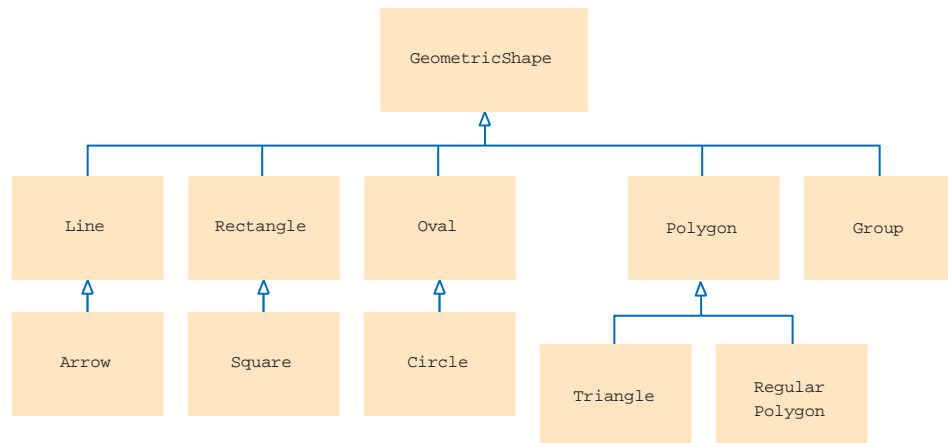 GeometricShape
Line
Rectangle
Oval
Polygon
Group
Arrow
Square
Circle
Triangle
Regular
Polygon